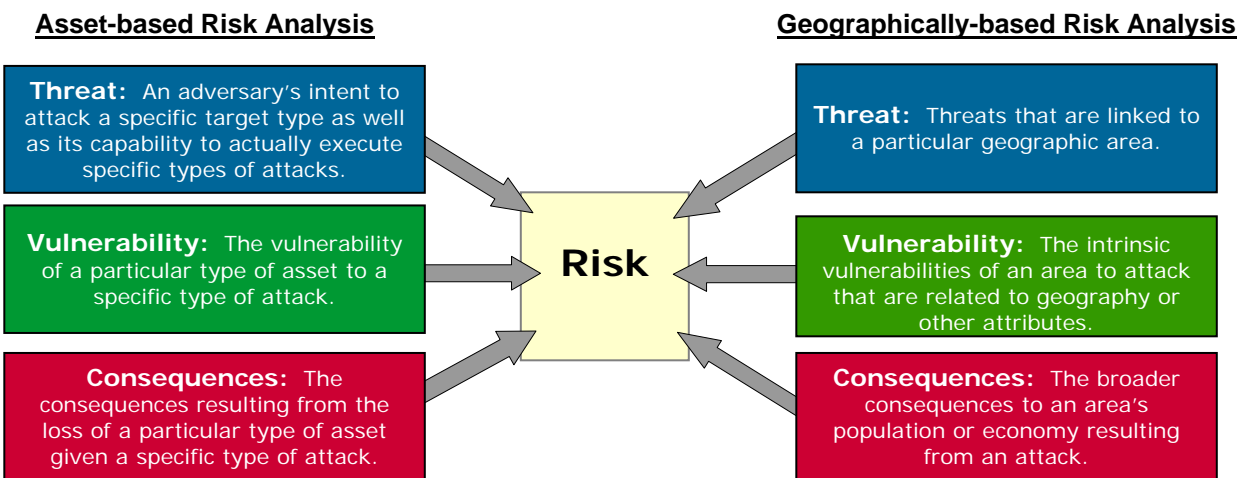 Asset-based Risk Analysis
Threat: An adversary’s intent to
attack a specific target type as well
as its capability to actually execute
specific types of attacks.
Vulnerability: The vulnerability
of a particular type of asset to a
specific type of attack.
Consequences: The
consequences resulting from the
loss of a particular type of asset
given a specific type of attack.
Risk
Geographically-based Risk Analysis
Threat: Threats that are linked to
a particular geographic area.
Vulnerability: The intrinsic
vulnerabilities of an area to attack
that are related to geography or
other attributes.
Consequences: The broader
consequences to an area’s
population or economy resulting
from an attack.